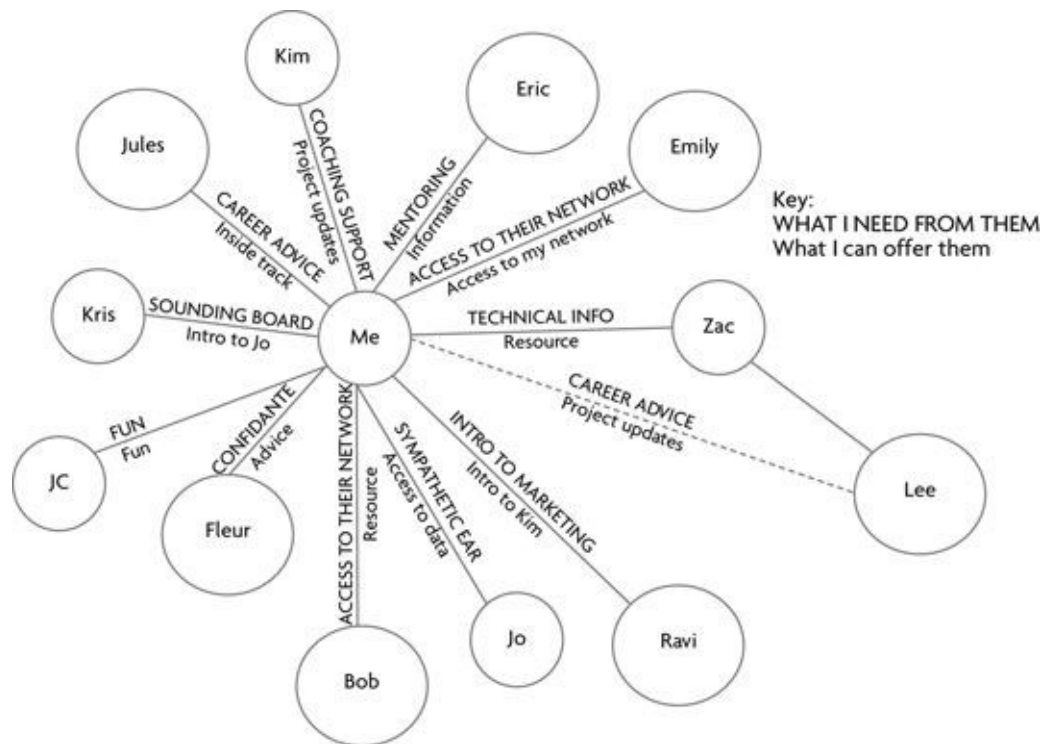 Kim
Eric
Jules
Emily
COACHING SUPPORT
Project updates
MENTORING
Information
CAREER ADVICE
Inside track
ACCESS TO THEIR NETWORK
Access to my network
Key:
WHAT I NEED FROM THEM
What I can offer them
Kris
SOUNDING BOARD
Intro to Jo
Me
TECHNICAL INFO
Resource
Zac
CAREER ADVICE
Project updates
FUN
Fun
CONFIDANTE
Advice
ACCESS TO THEIR NETWORK
Resource
SYMPATHETIC EAR
Access to data
INTRO TO MARKETING
Intro to Kim
JC
Fleur
Lee
Bob
Jo
Ravi